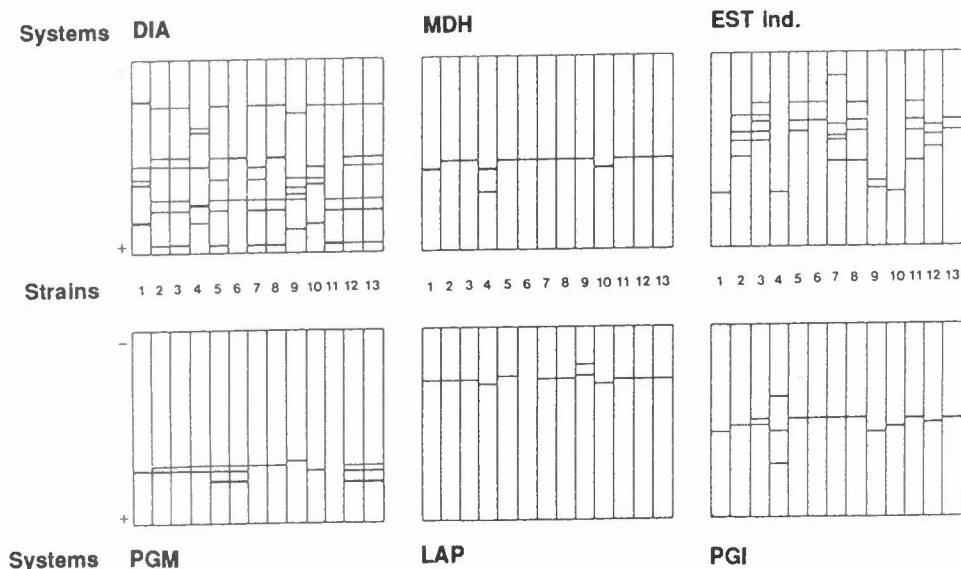 Systems DIA MDH EST ind.
+
Strains 1 2 3 4 5 6 7 8 9 10 11 12 13 1 2 3 4 5 6 7 8 9 10 11 12 13 1 2 3 4 5 6 7 8 9 10 11 12 13
−
+
Systems PGM LAP PGI